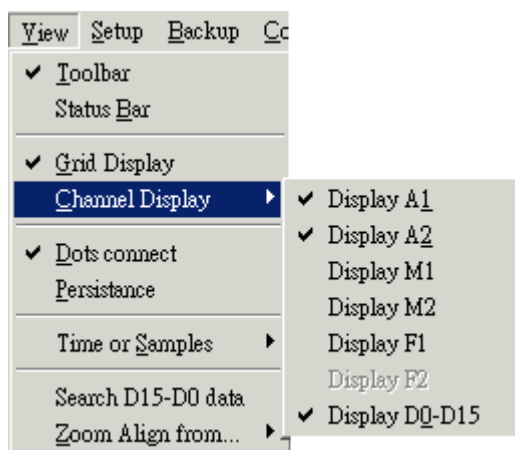 View Setup Backup
Toolbar
Status Bar
Grid Display
Channel Display
Dots connect
Persistance
Time or Samples
Search D15-D0 data
Zoom Align from...
Display A1
Display A2
Display M1
Display M2
Display F1
Display F2
Display D0-D15